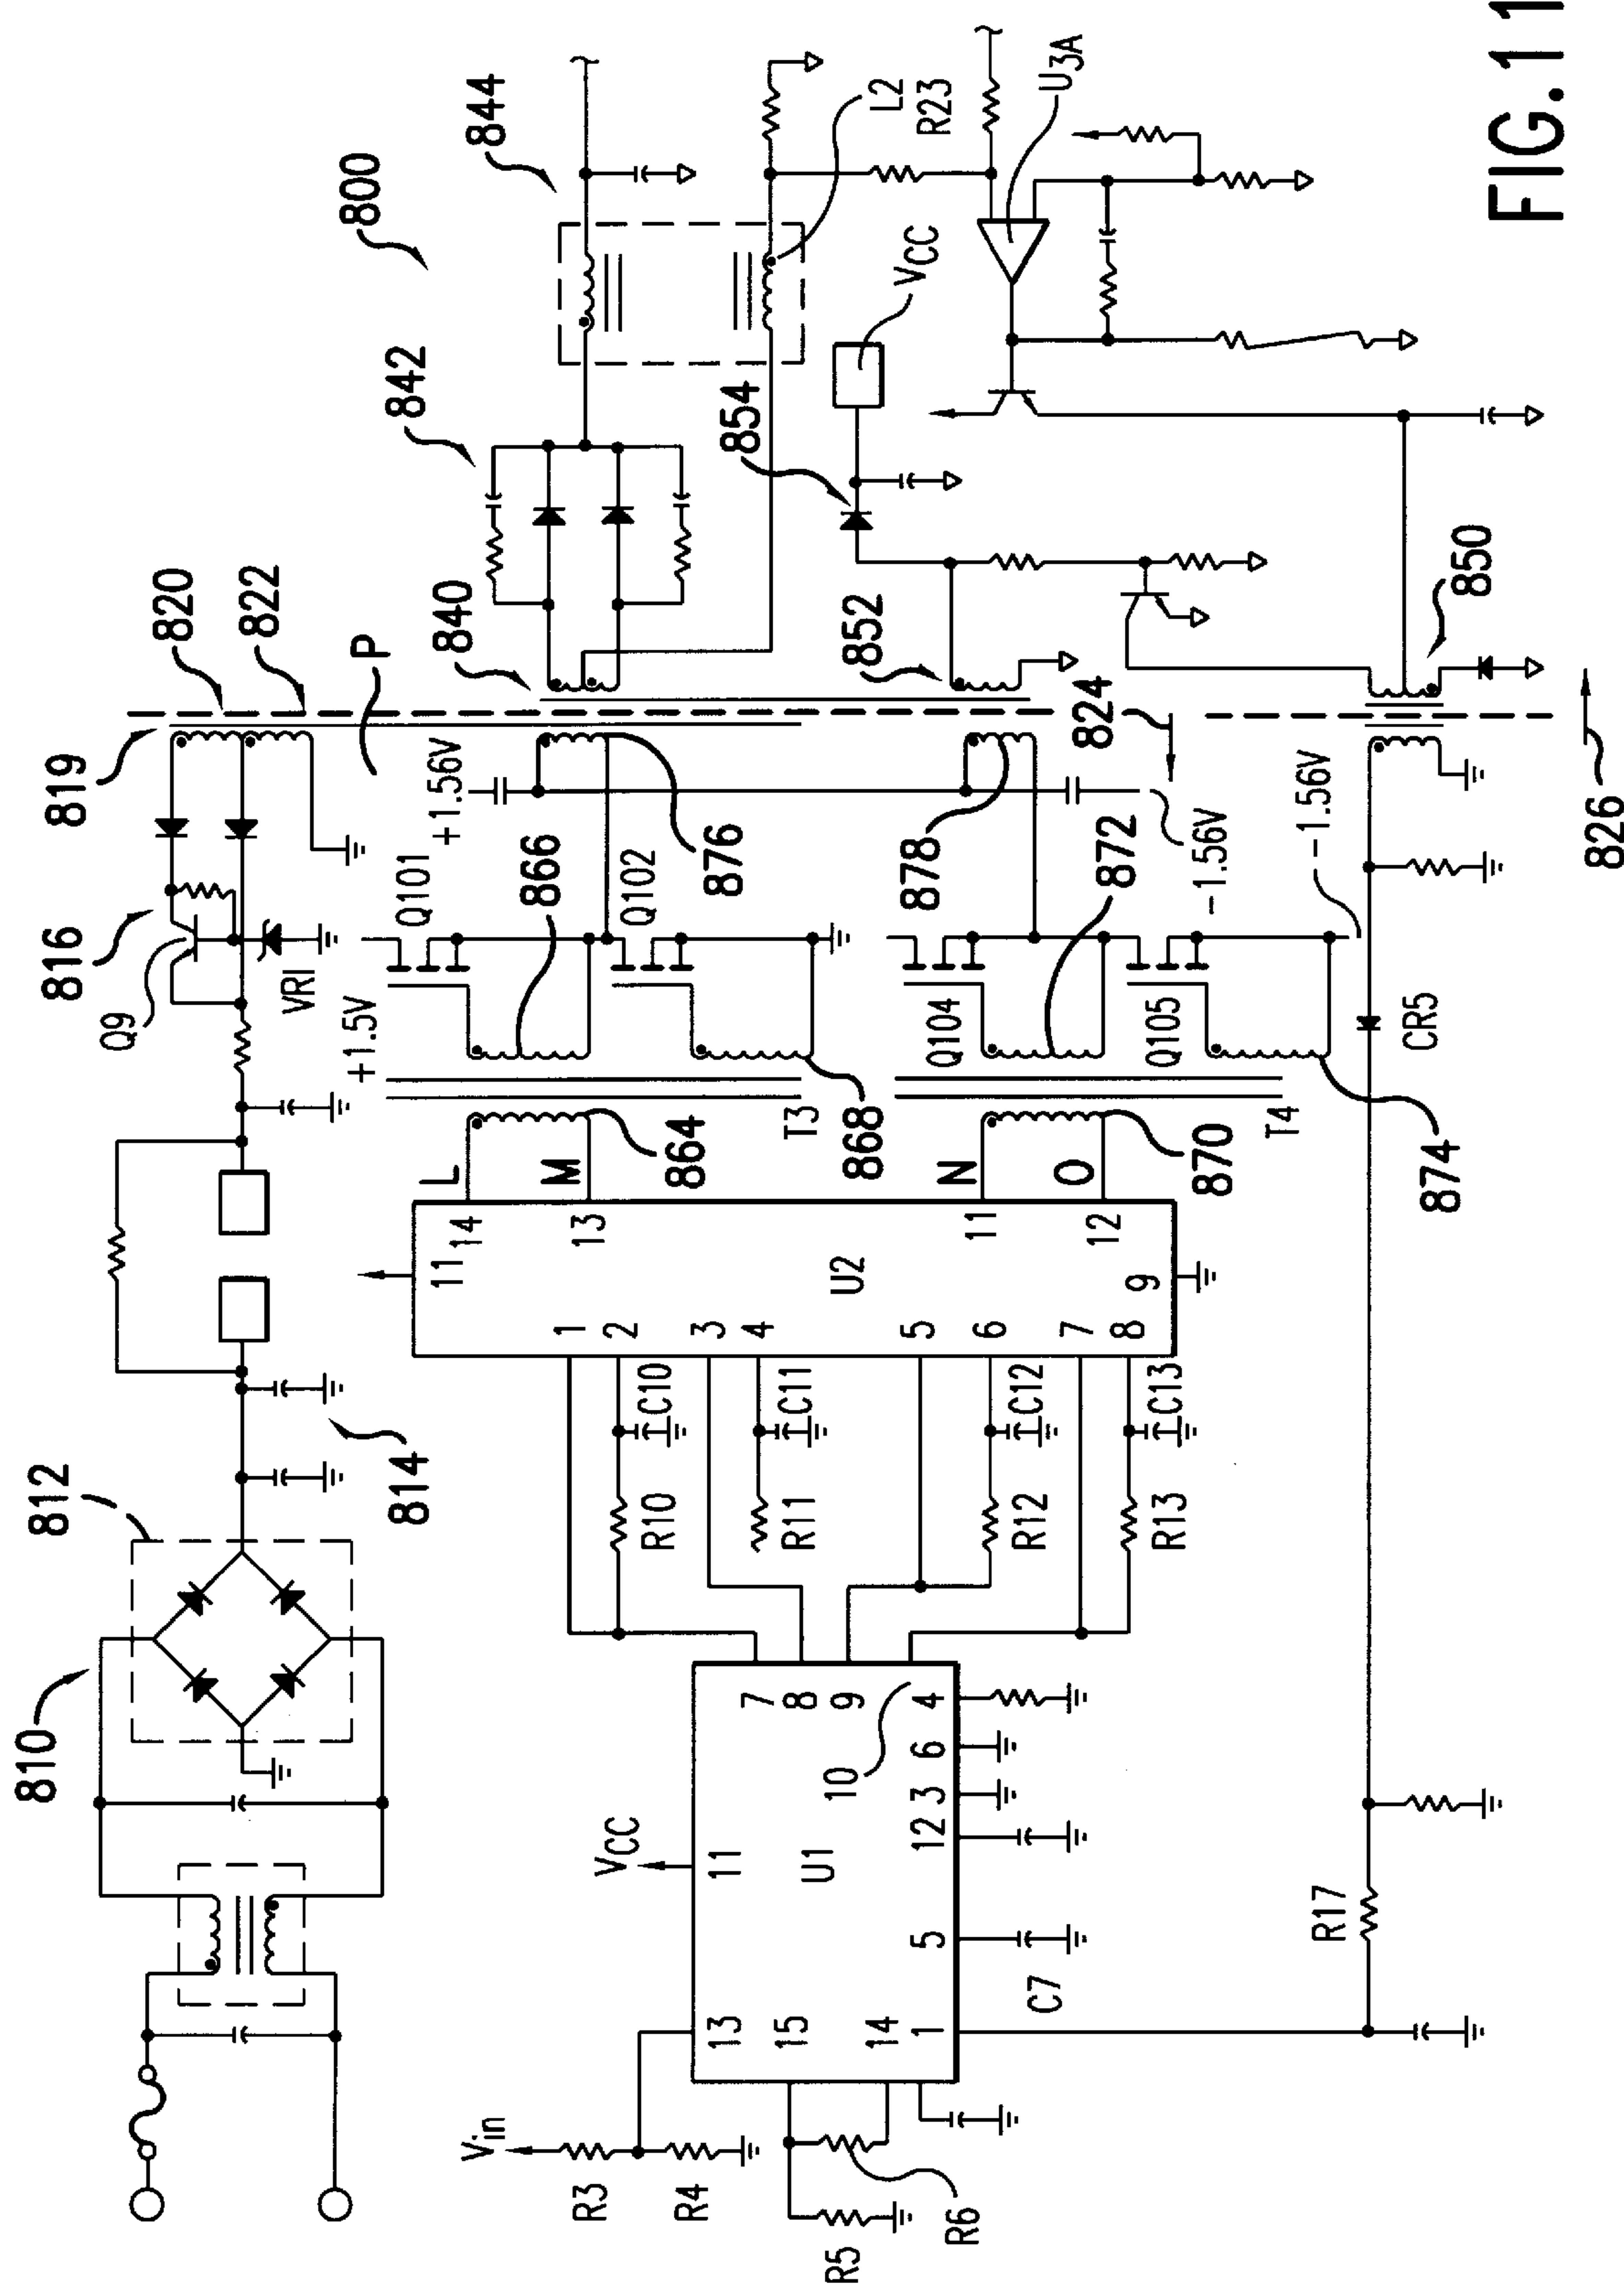 FIG. 11
800
810
812
814
816
Q9
VRI
819
820
822
P
840
842
844
L2
R23
U3A
VCC
854
852
850
824
826
+1.5V
Q101
+1.56V
866
Q102
876
878
872
Q104
Q105
-1.56V
-1.56V
CR5
874
864
868
T3
870
T4
L
M
N
O
11
14
13
11
12
U2
9
1
2
3
4
5
6
7
8
C10
C11
C12
C13
R10
R11
R12
R13
VCC
11
U1
7
8
9
10
4
6
3
12
5
13
15
14
1
C7
R17
Vin
R3
R4
R5
R6